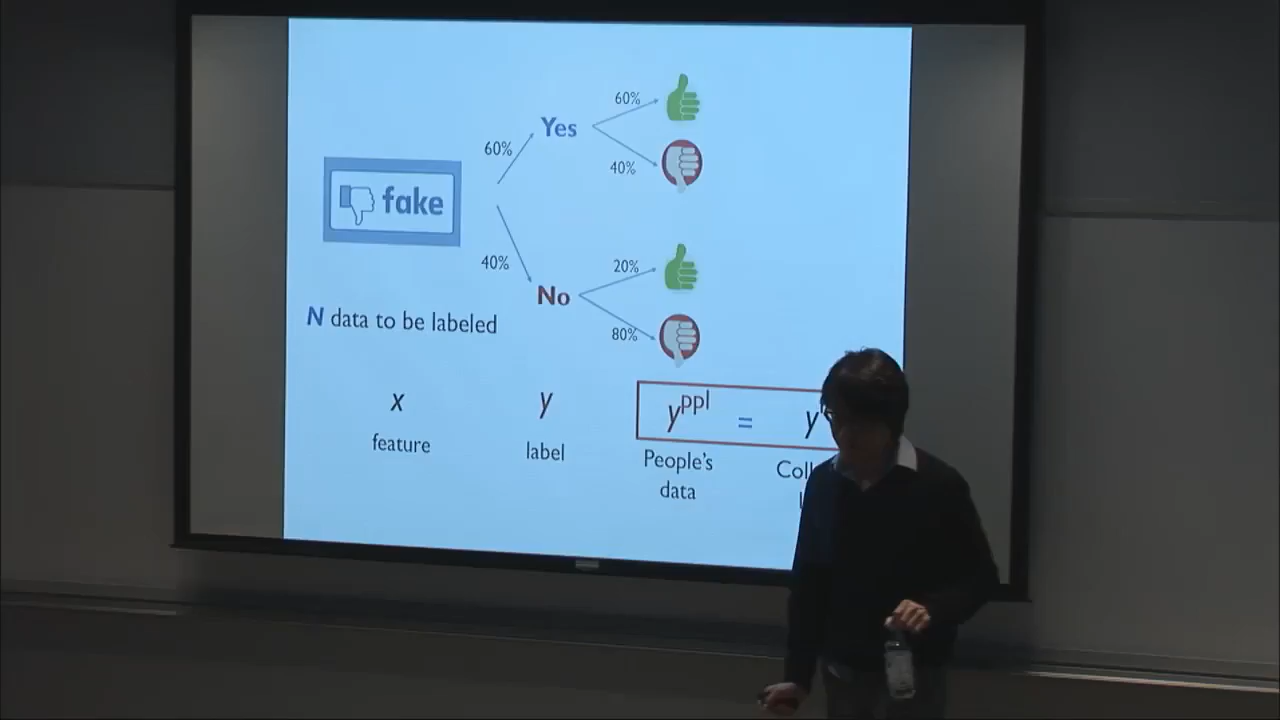 60%
Yes
60%
40%
fake
40%
No
20%
80%
N data to be labeled
x
feature
y
label
y^ppl = y
People's
data